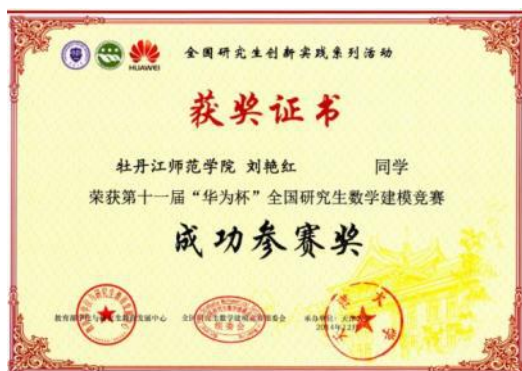 HUAWEI
全国研究生创新实践系列活动
获奖证书
牡丹江师范学院 刘艳红 同学
荣获第十一届“华为杯”全国研究生数学建模竞赛
成功参赛奖